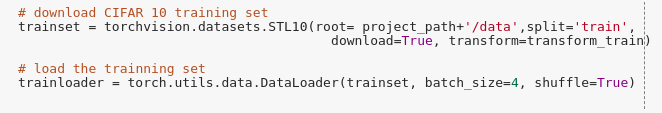 # download CIFAR 10 training set
trainset = torchvision.datasets.STL10(root= project_path+'/data',split='train',
download=True, transform=transform_train)
# load the trainning set
trainloader = torch.utils.data.DataLoader(trainset, batch_size=4, shuffle=True)